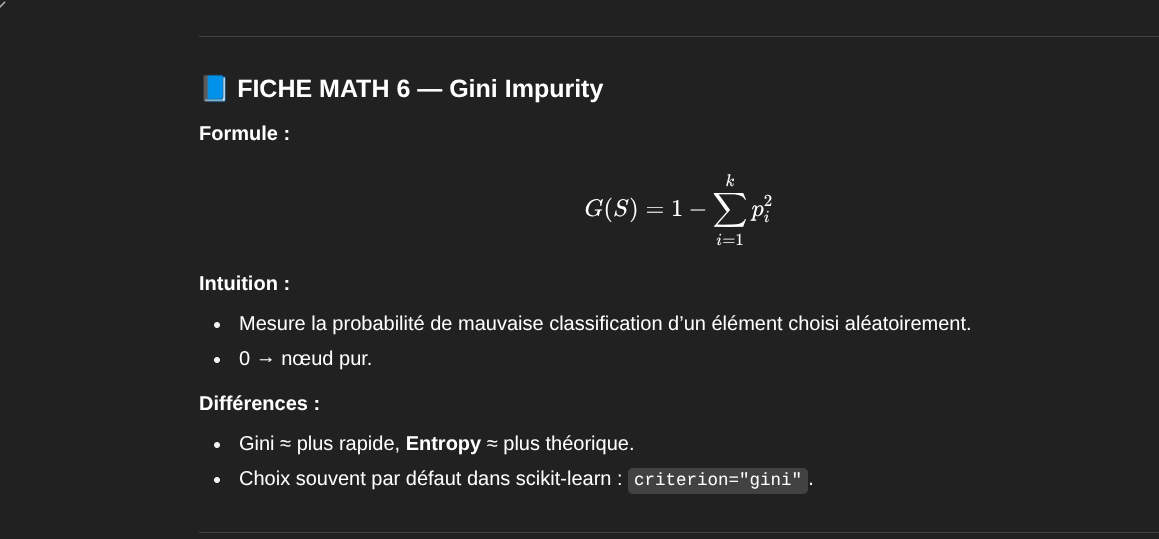 📘 FICHE MATH 6 — Gini Impurity
Formule :
G(S) = 1 − ∑_{i=1}^{k} p_i^2
Intuition :
• Mesure la probabilité de mauvaise classification d’un élément choisi aléatoirement.
• 0 → nœud pur.
Différences :
• Gini ≈ plus rapide, Entropy ≈ plus théorique.
• Choix souvent par défaut dans scikit-learn : criterion="gini".